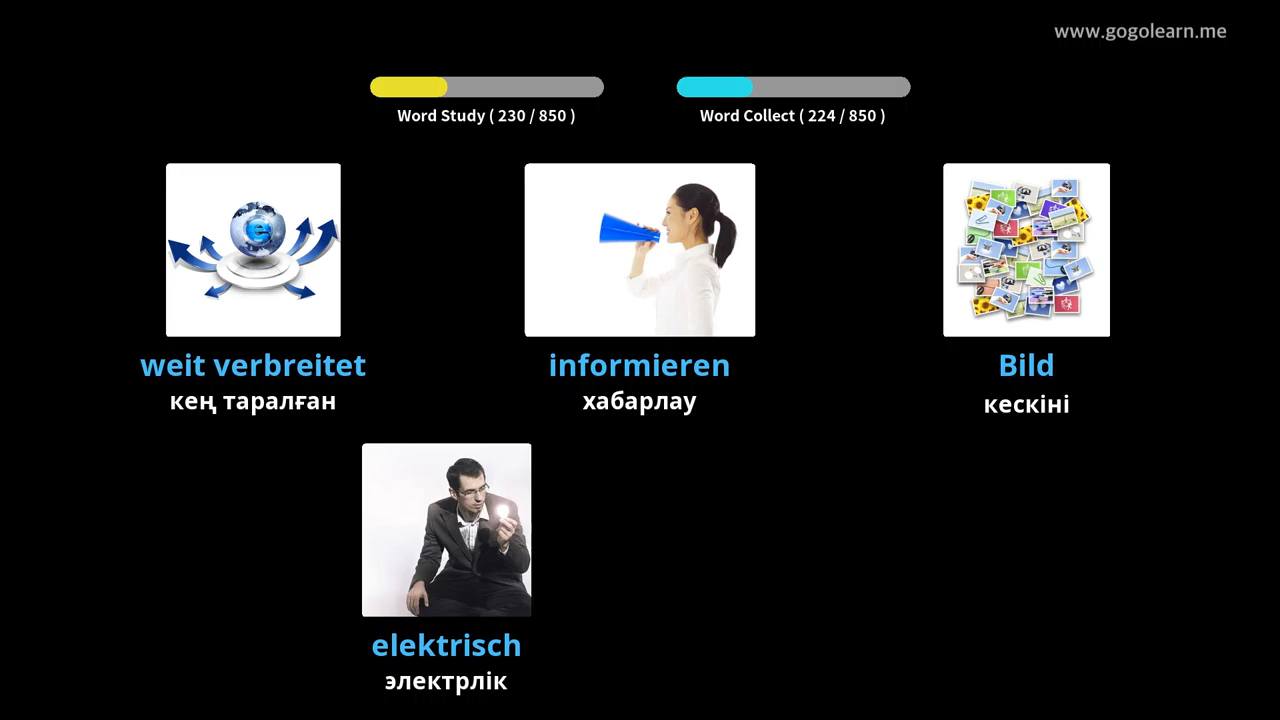 www.gogolearn.me
Word Study ( 230 / 850 )
Word Collect ( 224 / 850 )
weit verbreitet
кең таралған
informieren
хабарлау
Bild
кескіні
elektrisch
электрлік